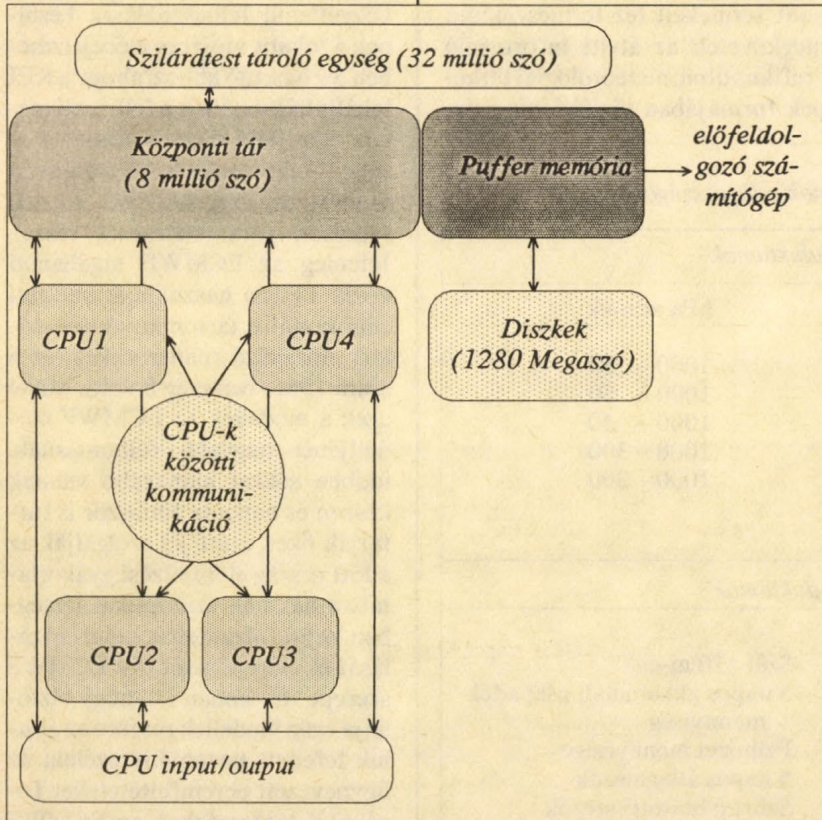 Szilárdtest tároló egység (32 millió szó)
Központi tár
(8 millió szó)
Puffer memória
előfeldol-
gozó szá-
mítógép
CPU1
CPU4
Diszkek
(1280 Megaszó)
CPU-k
közötti
kommuni-
káció
CPU2
CPU3
CPU input/output